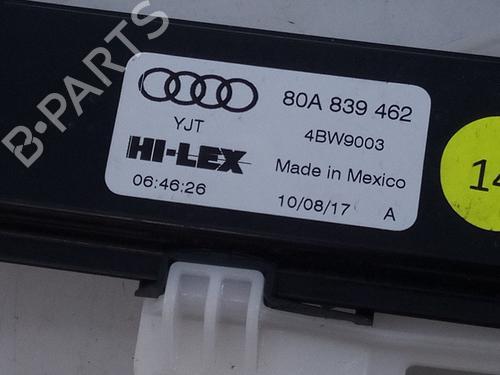 B-PARTS
80A 839 462
YJT
4BW9003
HI-LEX
Made in Mexico
06:46:26
10/08/17 A
14